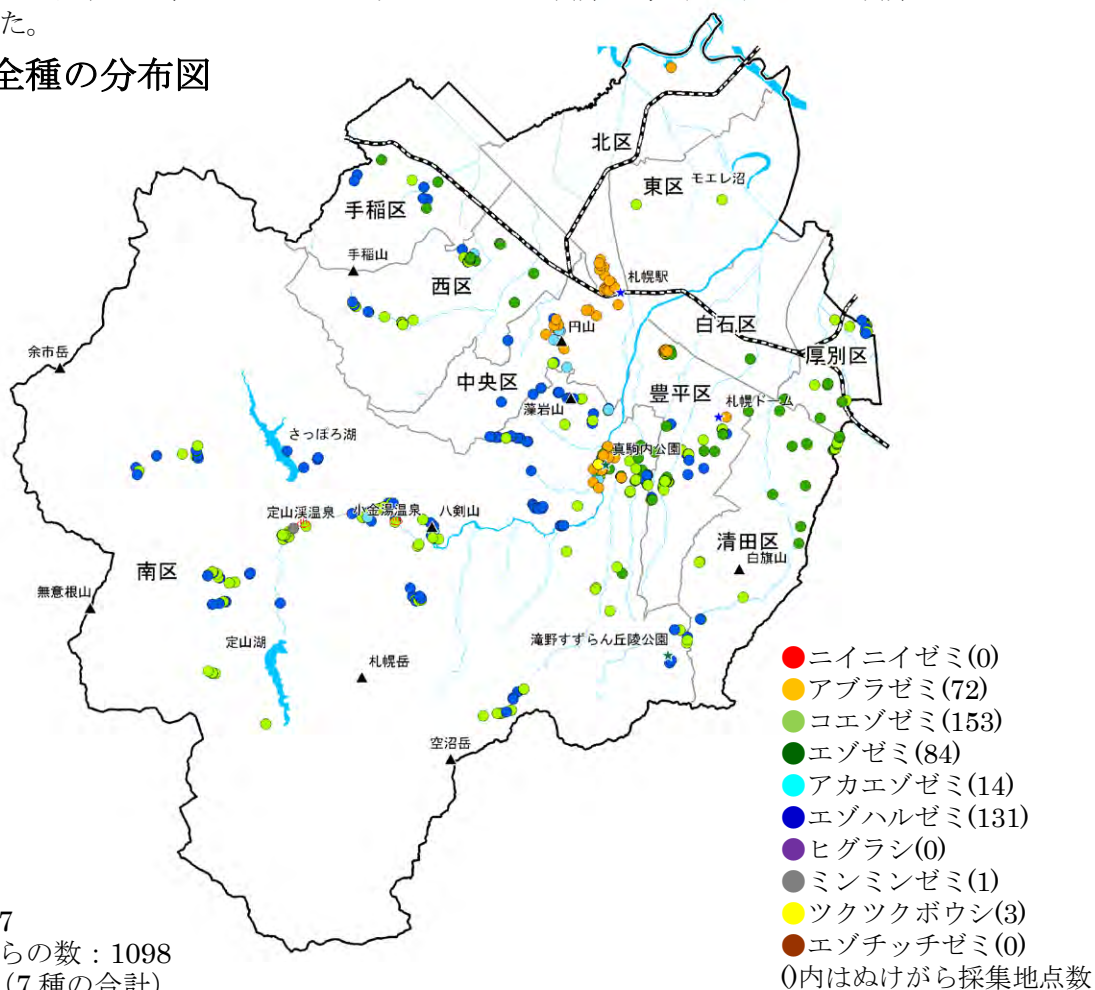 た。
全種の分布図
北区
東区
モエレ沼
手稲区
手稲山
西区
札幌駅
白石区
円山
厚別区
余市岳
中央区
豊平区
藻岩山
札幌ドーム
さっぽろ湖
真駒内公園
定山渓温泉
小金湯温泉
八剣山
清田区
白旗山
南区
無意根山
定山湖
滝野すずらん丘陵公園
札幌岳
空沼岳
ニイニイゼミ(0)
アブラゼミ(72)
コエゾゼミ(153)
エゾゼミ(84)
アカエゾゼミ(14)
エゾハルゼミ(131)
ヒグラシ(0)
ミンミンゼミ(1)
ツクツクボウシ(3)
エゾチッチゼミ(0)
()内はぬけがら採集地点数
7
らの数：1098
（7種の合計）